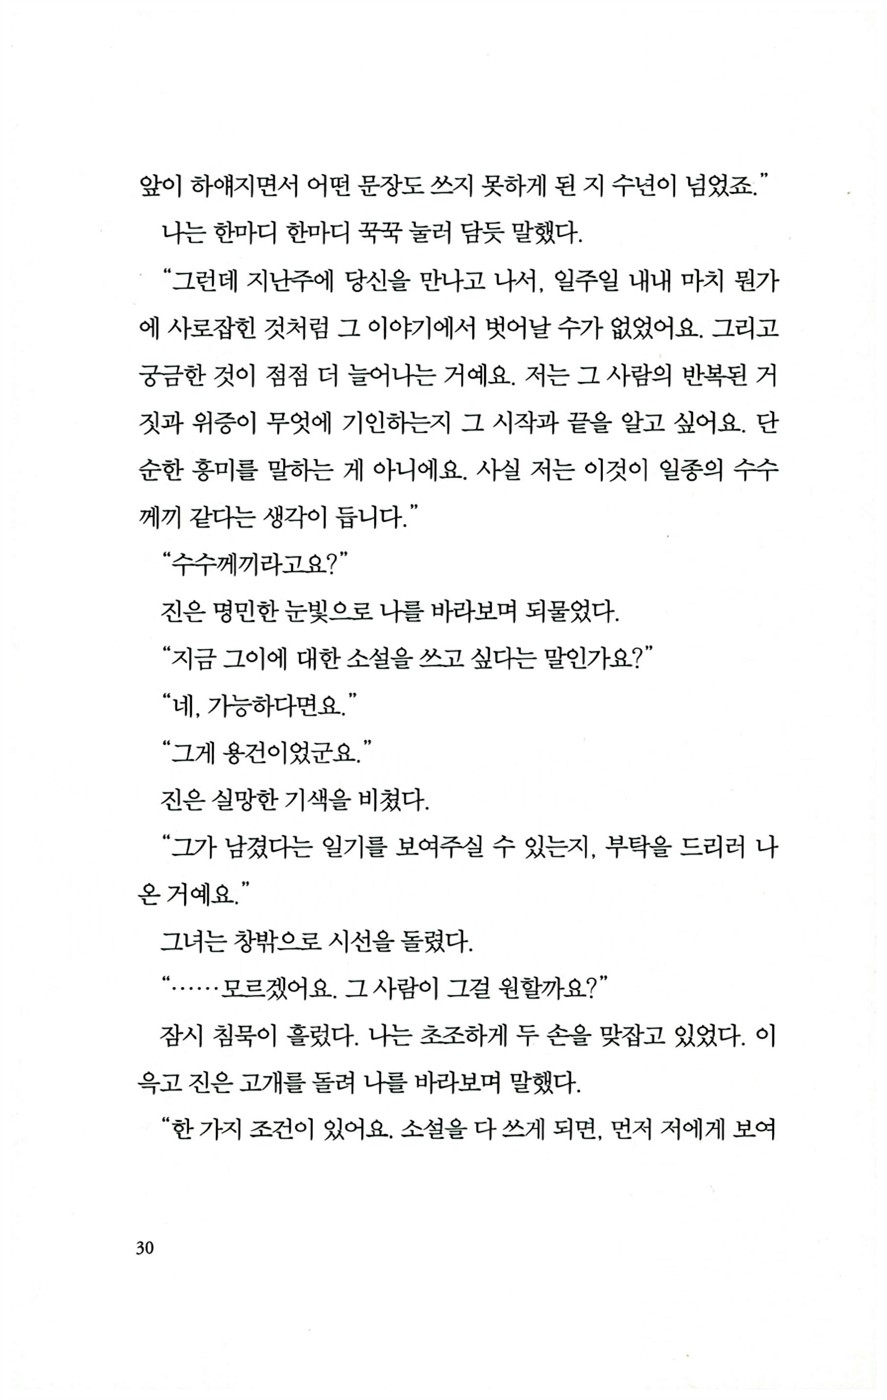 앞이 하얘지면서 어떤 문장도 쓰지 못하게 된 지 수년이 넘었죠.”
나는 한마디 한마디 꾹꾹 눌러 담듯 말했다.
“그런데 지난주에 당신을 만나고 나서, 일주일 내내 마치 뭔가
에 사로잡힌 것처럼 그 이야기에서 벗어날 수가 없었어요. 그리고
궁금한 것이 점점 더 늘어나는 거예요. 저는 그 사람의 반복된 거
짓과 위증이 무엇에 기인하는지 그 시작과 끝을 알고 싶어요. 단
순한 흥미를 말하는 게 아니에요. 사실 저는 이것이 일종의 수수
께끼 같다는 생각이 듭니다.”
“수수께끼라고요?”
진은 명민한 눈빛으로 나를 바라보며 되물었다.
“지금 그이에 대한 소설을 쓰고 싶다는 말인가요?”
“네, 가능하다면요.”
“그게 용건이었군요.”
진은 실망한 기색을 비쳤다.
“그가 남겼다는 일기를 보여주실 수 있는지, 부탁을 드리러 나
온 거예요.”
그녀는 창밖으로 시선을 돌렸다.
“……모르겠어요. 그 사람이 그걸 원할까요?”
잠시 침묵이 흘렀다. 나는 초조하게 두 손을 맞잡고 있었다. 이
윽고 진은 고개를 돌려 나를 바라보며 말했다.
“한 가지 조건이 있어요. 소설을 다 쓰게 되면, 먼저 저에게 보여
30